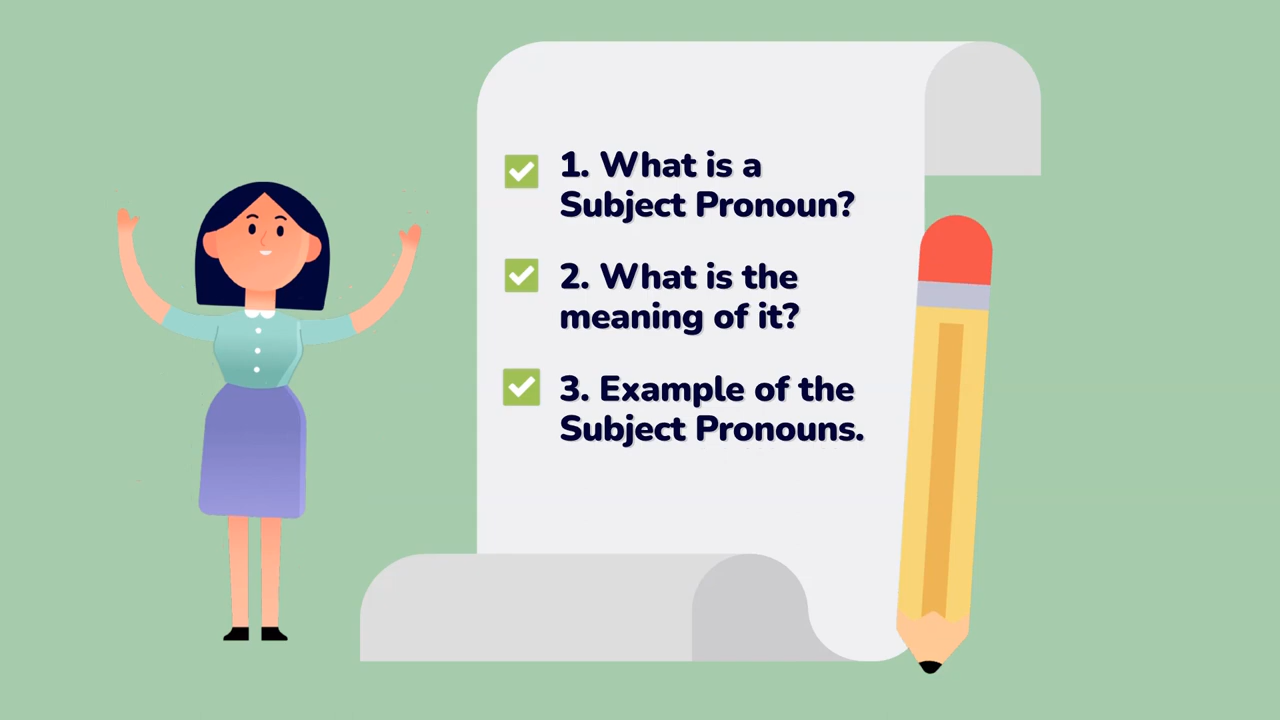 1. What is a
Subject Pronoun?
2. What is the
meaning of it?
3. Example of the
Subject Pronouns.